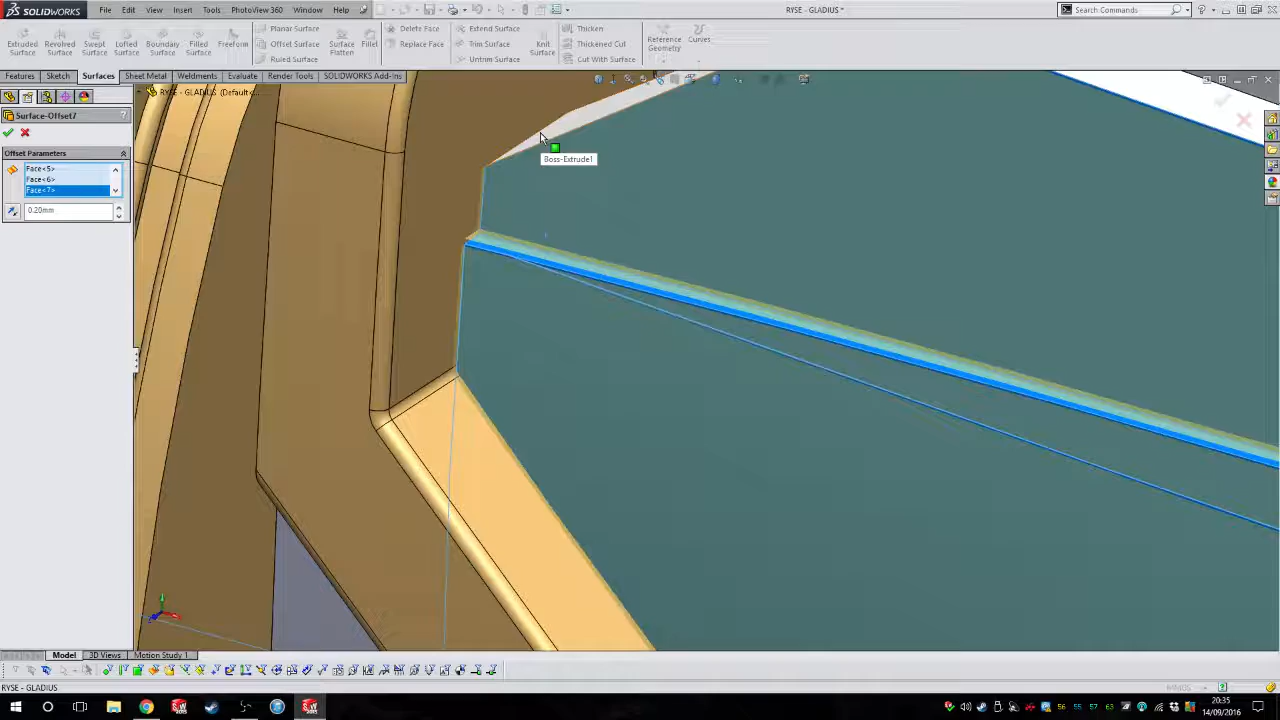 SOLIDWORKS File Edit View Insert Tools PhotoView 360 Window Help RYSE - GLADIUS * Search Commands
Extruded Surface Revolved Surface Swept Surface Lofted Surface Boundary Surface Filled Surface Freeform
Planar Surface Offset Surface Ruled Surface
Surface Flatten Fillet
Delete Face Replace Face
Extend Surface Trim Surface Untrim Surface
Knit Surface
Thicken Thickened Cut Cut With Surface
Reference Geometry Curves
Features Sketch Surfaces Sheet Metal Weldments Evaluate Render Tools SOLIDWORKS Add-Ins
RYSE - GLADIUS (Default<
Surface-Offset7 ?
Offset Parameters
Face<5>
Face<6>
Face<7>
0.20mm
Boss-Extrude1
Model 3D Views Motion Study 1
RYSE - GLADIUS MMGS
20:35
14/09/2016